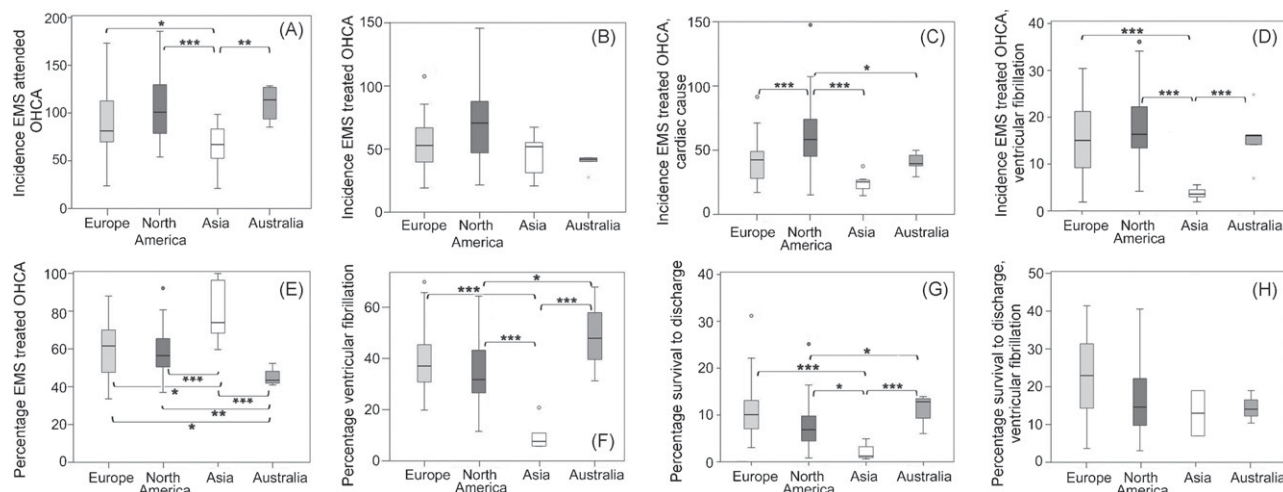 Incidence EMS attended
OHCA
200
150
100
50
0
(A)
*
***
**
Europe
North
America
Asia
Australia
Incidence EMS treated OHCA
150
100
50
0
(B)
Europe
North
America
Asia
Australia
Incidence EMS treated OHCA,
cardiac cause
150
100
50
0
(C)
*
***
***
Europe
North
America
Asia
Australia
Incidence EMS treated OHCA,
ventricular fibrillation
40
30
20
10
0
(D)
***
***
***
Europe
North
America
Asia
Australia
Percentage EMS treated OHCA
100
80
60
40
20
0
(E)
***
*
***
**
*
Europe
North
America
Asia
Australia
Percentage ventricular fibrillation
60
40
20
0
*
***
***
***
(F)
Europe
North
America
Asia
Australia
Percentage survival to discharge
40
30
20
10
0
(G)
*
***
*
***
Europe
North
America
Asia
Australia
Percentage survival to discharge,
ventricular fibrillation
50
40
30
20
10
0
(H)
Europe
North
America
Asia
Australia